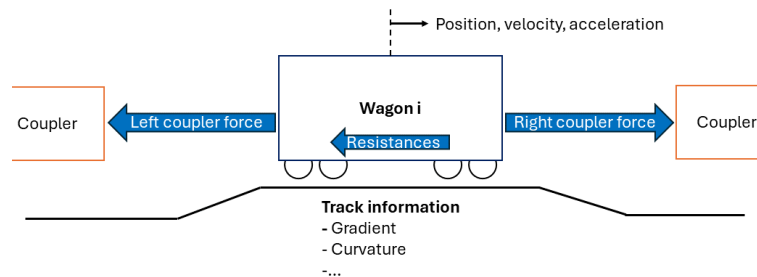 Position, velocity, acceleration
Wagon i
Coupler
Left coupler force
Right coupler force
Coupler
Resistances
Track information
- Gradient
- Curvature
-...